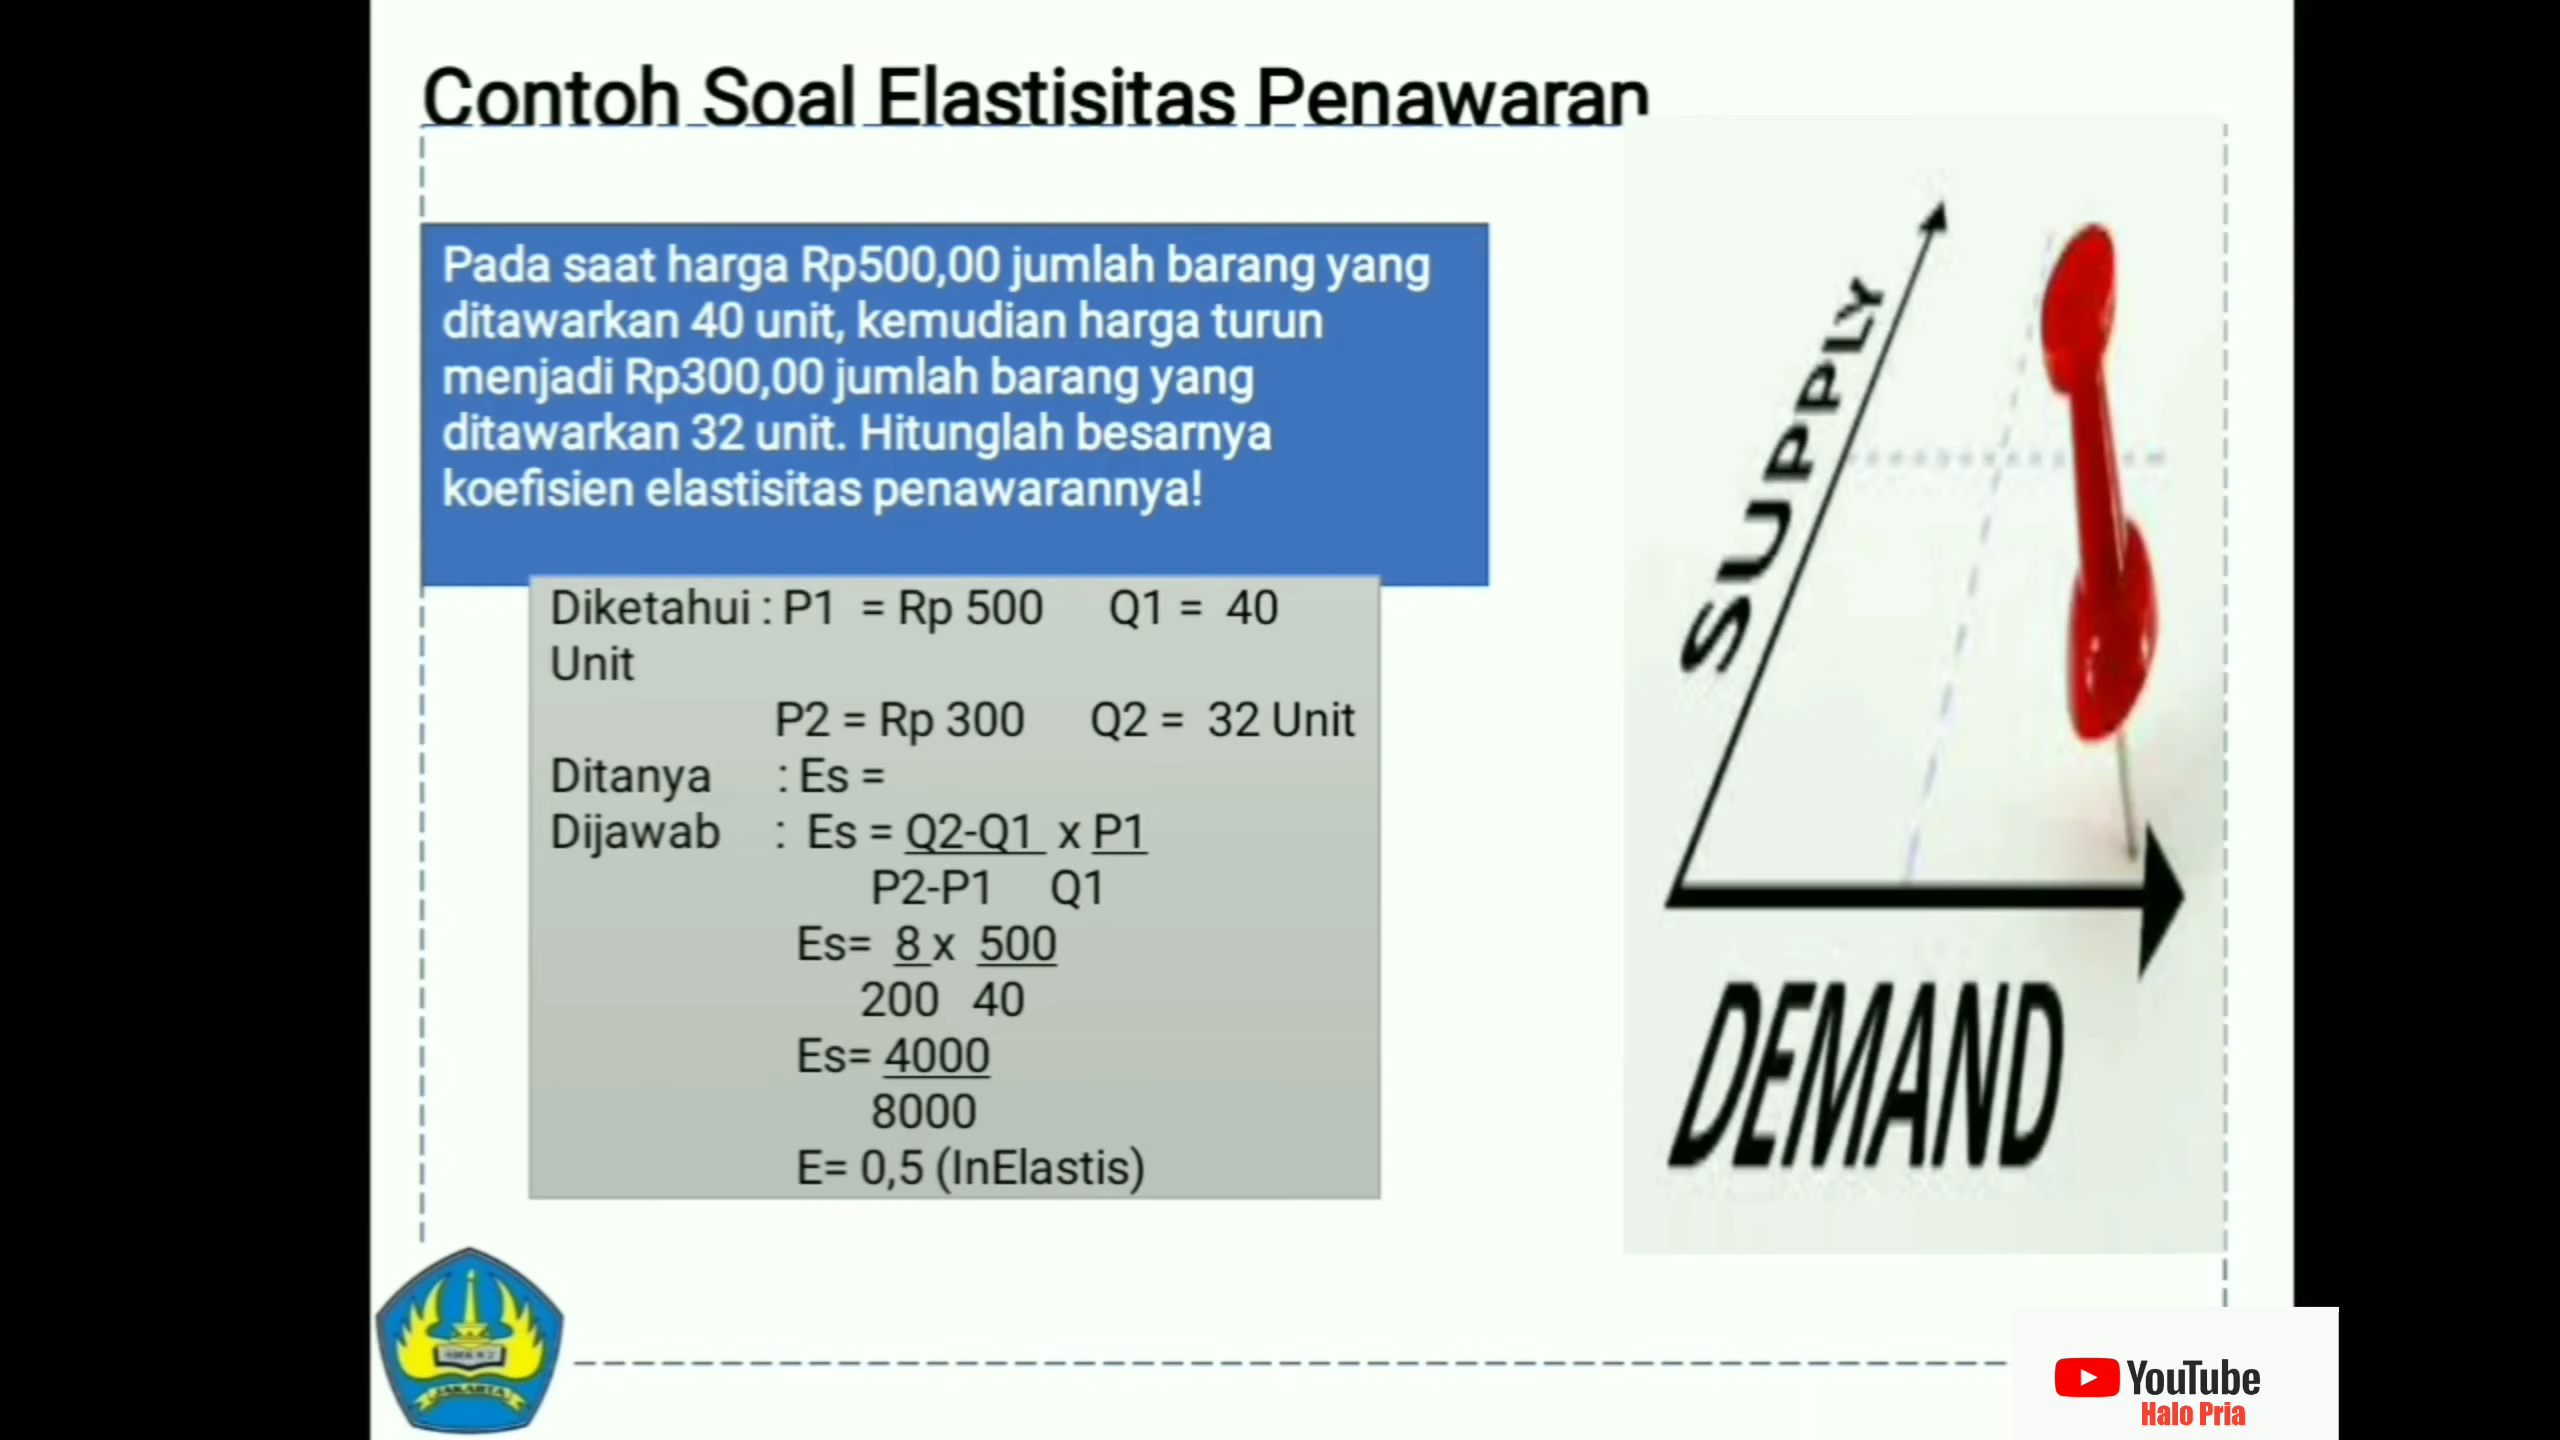 Contoh Soal Elastisitas Penawaran
Pada saat harga Rp500,00 jumlah barang yang
ditawarkan 40 unit, kemudian harga turun
menjadi Rp300,00 jumlah barang yang
ditawarkan 32 unit. Hitunglah besarnya
koefisien elastisitas penawarannya!
Diketahui : P1 = Rp 500 Q1 = 40
Unit
P2 = Rp 300 Q2 = 32 Unit
Ditanya : Es =
Dijawab : Es = Q2-Q1 x P1
P2-P1 Q1
Es= 8 x 500
200 40
Es= 4000
8000
E= 0,5 (InElastis)
SUPPLY
DEMAND
JAKARTA
YouTube
Halo Pria